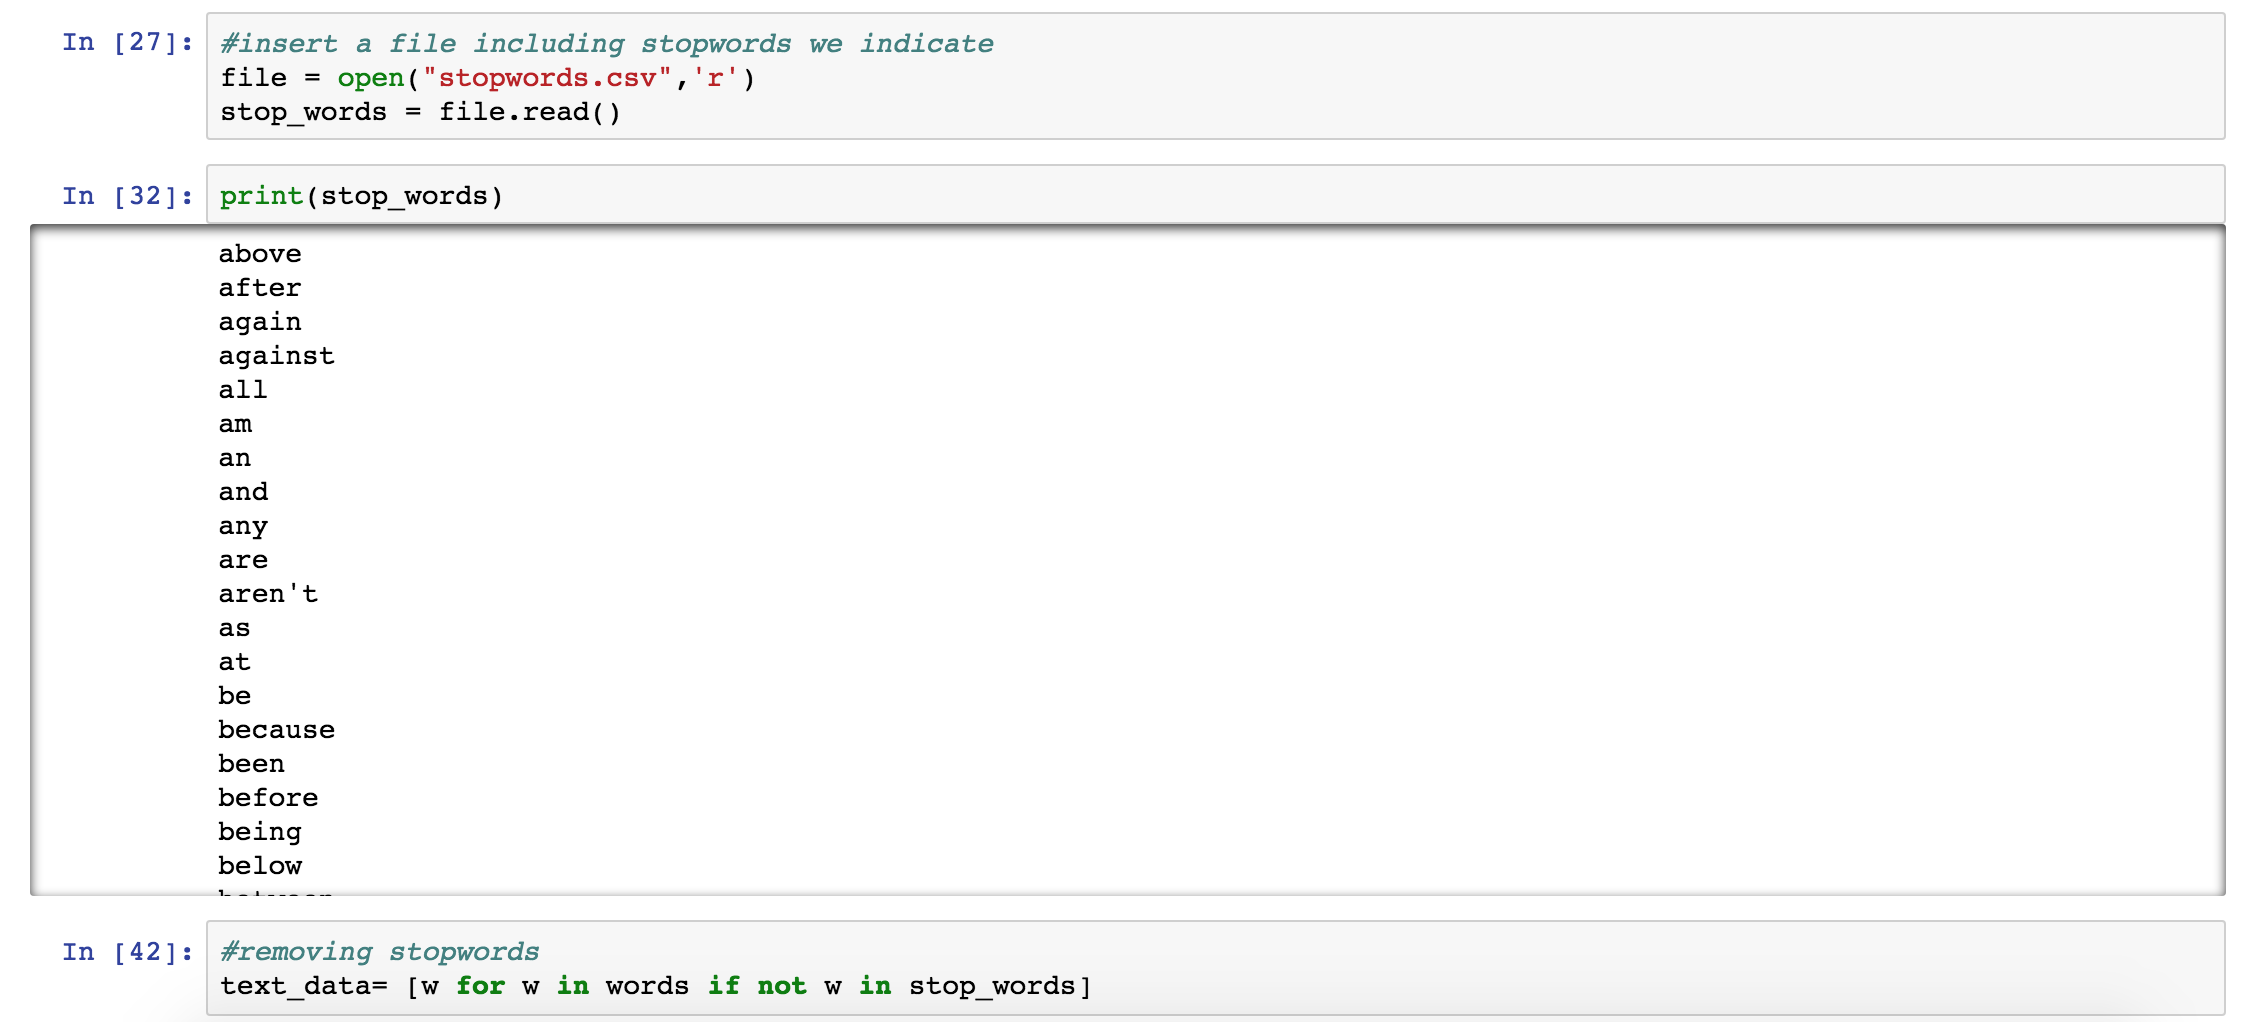 In [27]: #insert a file including stopwords we indicate
file = open("stopwords.csv",'r')
stop_words = file.read()
In [32]: print(stop_words)
above
after
again
against
all
am
an
and
any
are
aren't
as
at
be
because
been
before
being
below
In [42]: #removing stopwords
text_data= [w for w in words if not w in stop_words]